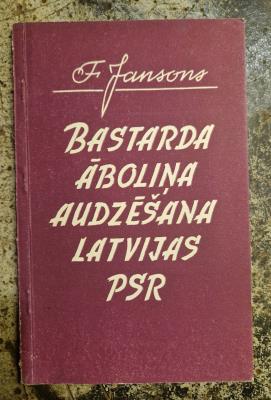 F. Jansons
BASTARDA
ĀBOLIŅA
AUDZĒŠANA
LATVIJAS
PSR